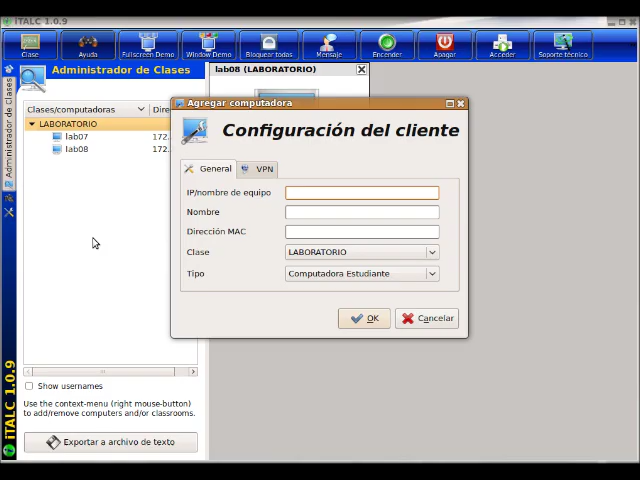 iTALC 1.0.9
Clase
Ayuda
Fullscreen Demo
Window Demo
Bloquear todas
Mensaje
Encender
Apagar
Acceder
Soporte técnico
Administrador de Clases
Administrador de Clases
Clases/computadoras
Dire
LABORATORIO
lab07
172.
lab08
172.
Show usernames
Use the context-menu (right mouse-button)
to add/remove computers and/or classrooms.
Exportar a archivo de texto
iTALC 1.0.9
lab08 (LABORATORIO)
Agregar computadora
Configuración del cliente
General
VPN
IP/nombre de equipo
Nombre
Dirección MAC
Clase
LABORATORIO
Tipo
Computadora Estudiante
OK
Cancelar